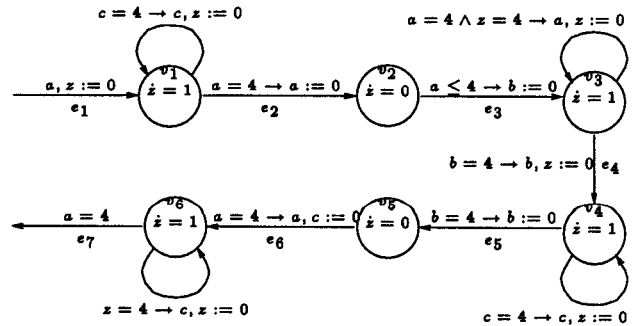 c = 4 → c, z := 0
a = 4 ∧ z = 4 → a, z := 0
v1
v2
v3
a, z := 0
ż = 1
a = 4 → a := 0
ż = 0
a ≤ 4 → b := 0
ż = 1
e1
e2
e3
b = 4 → b, z := 0
e4
v6
v5
v4
a = 4
ż = 1
a = 4 → a, c := 0
ż = 0
b = 4 → b := 0
ż = 1
e7
e6
e5
z = 4 → c, z := 0
c = 4 → c, z := 0